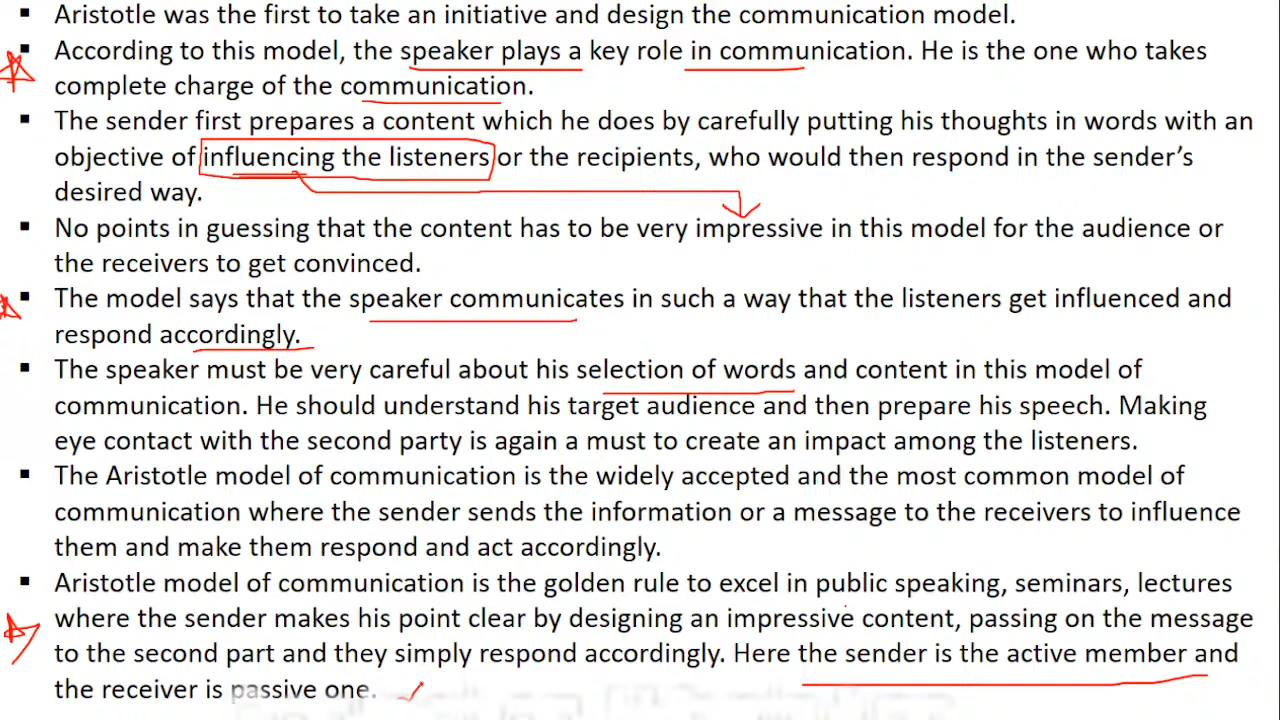 ▪ Aristotle was the first to take an initiative and design the communication model.
▪ According to this model, the speaker plays a key role in communication. He is the one who takes
complete charge of the communication.
▪ The sender first prepares a content which he does by carefully putting his thoughts in words with an
objective of influencing the listeners or the recipients, who would then respond in the sender's
desired way.
▪ No points in guessing that the content has to be very impressive in this model for the audience or
the receivers to get convinced.
▪ The model says that the speaker communicates in such a way that the listeners get influenced and
respond accordingly.
▪ The speaker must be very careful about his selection of words and content in this model of
communication. He should understand his target audience and then prepare his speech. Making
eye contact with the second party is again a must to create an impact among the listeners.
▪ The Aristotle model of communication is the widely accepted and the most common model of
communication where the sender sends the information or a message to the receivers to influence
them and make them respond and act accordingly.
▪ Aristotle model of communication is the golden rule to excel in public speaking, seminars, lectures
where the sender makes his point clear by designing an impressive content, passing on the message
to the second part and they simply respond accordingly. Here the sender is the active member and
the receiver is passive one.